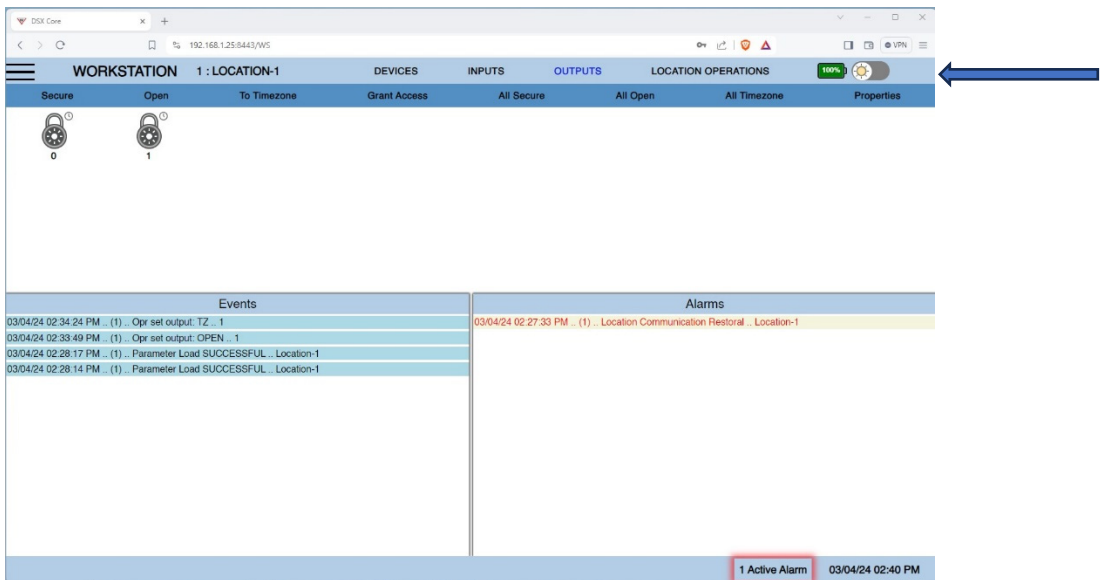 DSX Core
192.168.1.25:8443/WS
VPN
WORKSTATION 1 : LOCATION-1 DEVICES INPUTS OUTPUTS LOCATION OPERATIONS 100%
Secure Open To Timezone Grant Access All Secure All Open All Timezone Properties
0 1
Events
03/04/24 02:34:24 PM .. (1) .. Opr set output: TZ .. 1
03/04/24 02:33:49 PM .. (1) .. Opr set output: OPEN .. 1
03/04/24 02:28:17 PM .. (1) .. Parameter Load SUCCESSFUL .. Location-1
03/04/24 02:28:14 PM .. (1) .. Parameter Load SUCCESSFUL .. Location-1
Alarms
03/04/24 02:27:33 PM .. (1) .. Location Communication Restoral .. Location-1
1 Active Alarm 03/04/24 02:40 PM